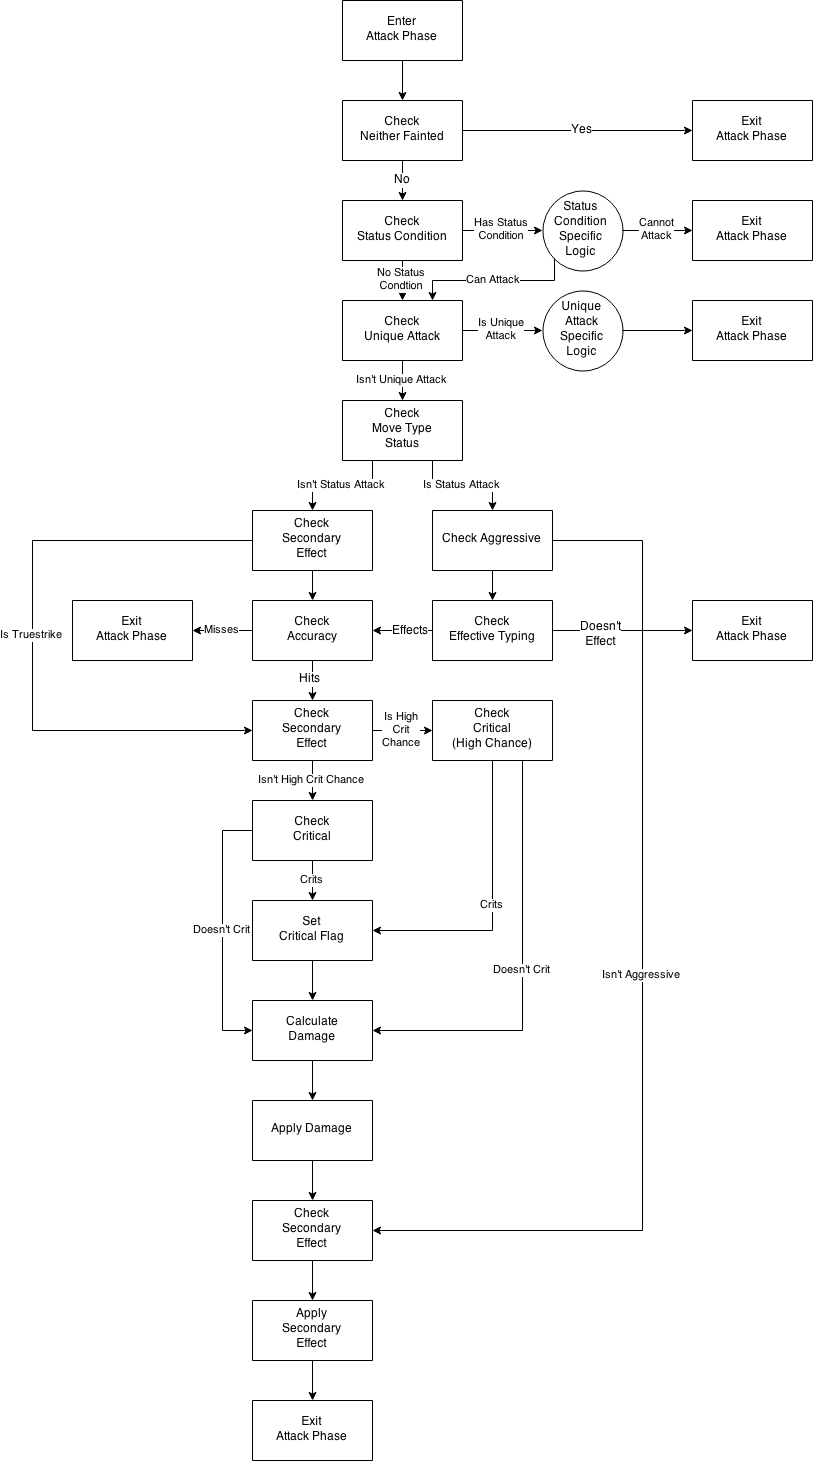 Enter
Attack Phase
Check
Neither Fainted
Yes
Exit
Attack Phase
No
Check
Status Condition
Has Status
Condition
Status
Condition
Specific
Logic
Cannot
Attack
Exit
Attack Phase
No Status
Condtion
Can Attack
Check
Unique Attack
Is Unique
Attack
Unique
Attack
Specific
Logic
Exit
Attack Phase
Isn't Unique Attack
Check
Move Type
Status
Isn't Status Attack
Is Status Attack
Check
Secondary
Effect
Check Aggressive
Is Truestrike
Exit
Attack Phase
Misses
Check
Accuracy
Effects
Check
Effective Typing
Doesn't
Effect
Exit
Attack Phase
Hits
Check
Secondary
Effect
Is High
Crit
Chance
Check
Critical
(High Chance)
Isn't High Crit Chance
Check
Critical
Crits
Crits
Doesn't Crit
Set
Critical Flag
Doesn't Crit
Isn't Aggressive
Calculate
Damage
Apply Damage
Check
Secondary
Effect
Apply
Secondary
Effect
Exit
Attack Phase